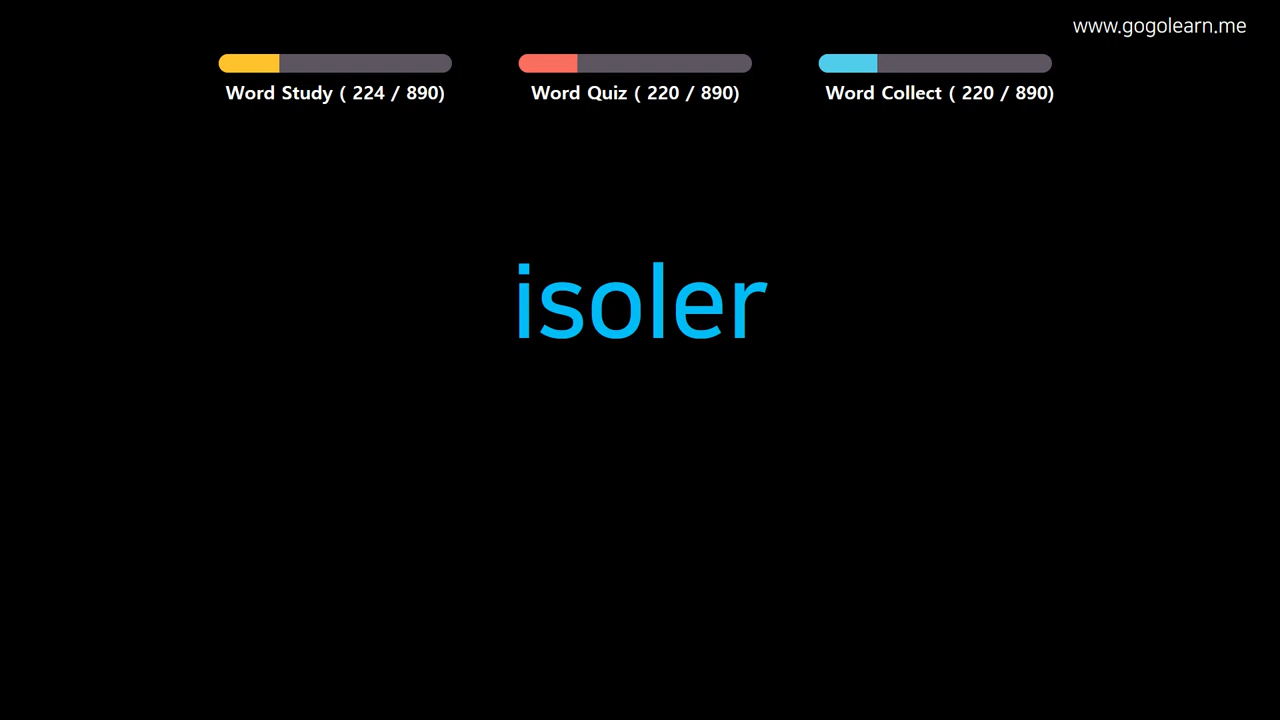 www.gogolearn.me
Word Study ( 224 / 890)
Word Quiz ( 220 / 890)
Word Collect ( 220 / 890)
isoler